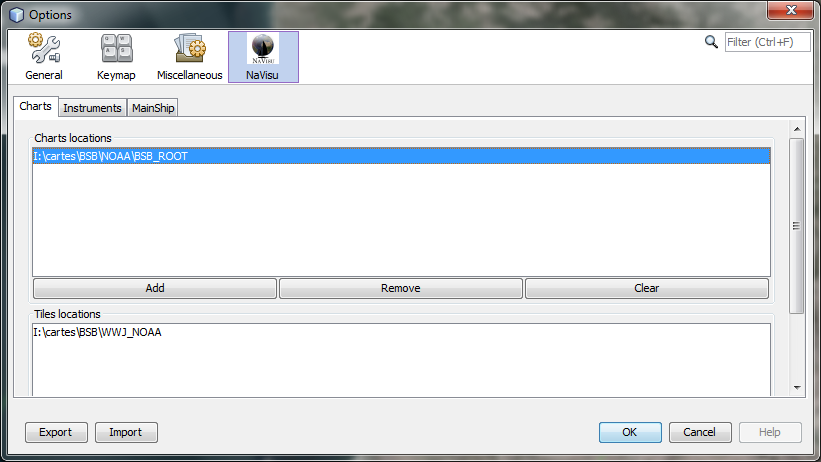 Options
Filter (Ctrl+F)
General
Keymap
Miscellaneous
NAVISU
NaVisu
Charts
Instruments
MainShip
Charts locations
I:\cartes\BSB\NOAA\BSB_ROOT
Add
Remove
Clear
Tiles locations
I:\cartes\BSB\WWJ_NOAA
Export
Import
OK
Cancel
Help